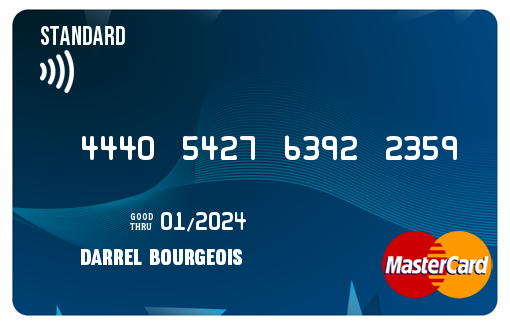 STANDARD
4440 5427 6392 2359
GOOD THRU 01/2024
DARREL BOURGEOIS
MasterCard